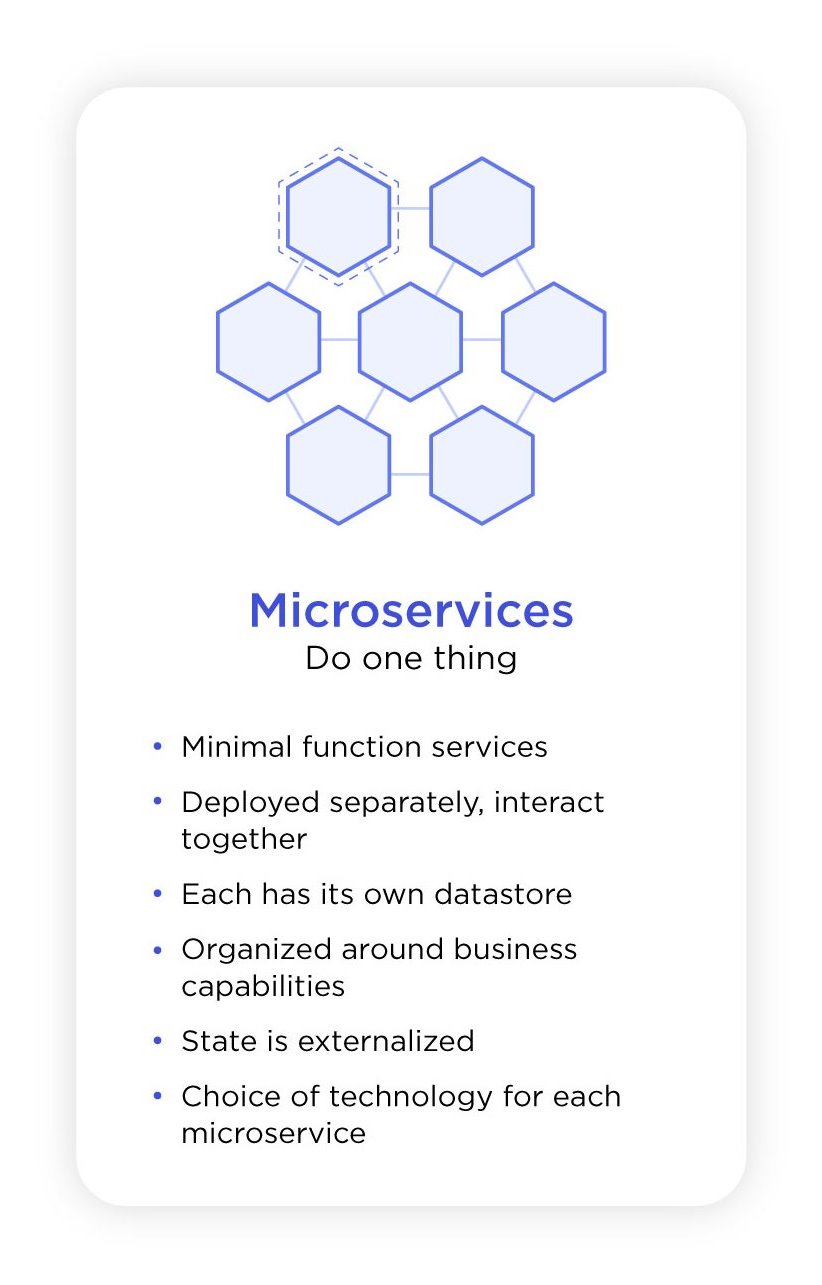 Microservices
Do one thing
• Minimal function services
• Deployed separately, interact
together
• Each has its own datastore
• Organized around business
capabilities
• State is externalized
• Choice of technology for each
microservice